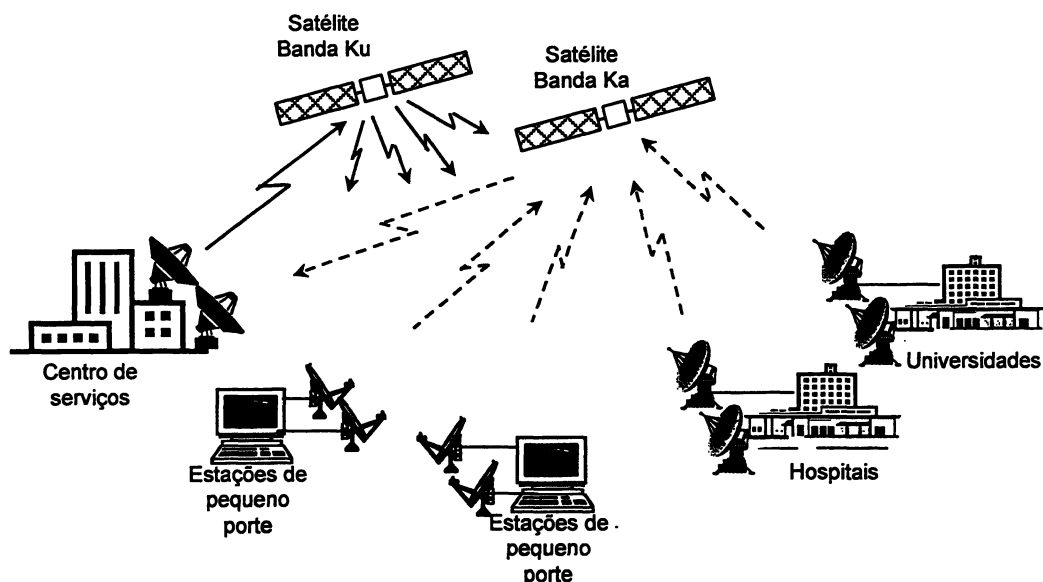 Satélite
Banda Ku
Satélite
Banda Ka
Centro de
serviços
Universidades
Hospitais
Estações de
pequeno
porte
Estações de
pequeno
porte